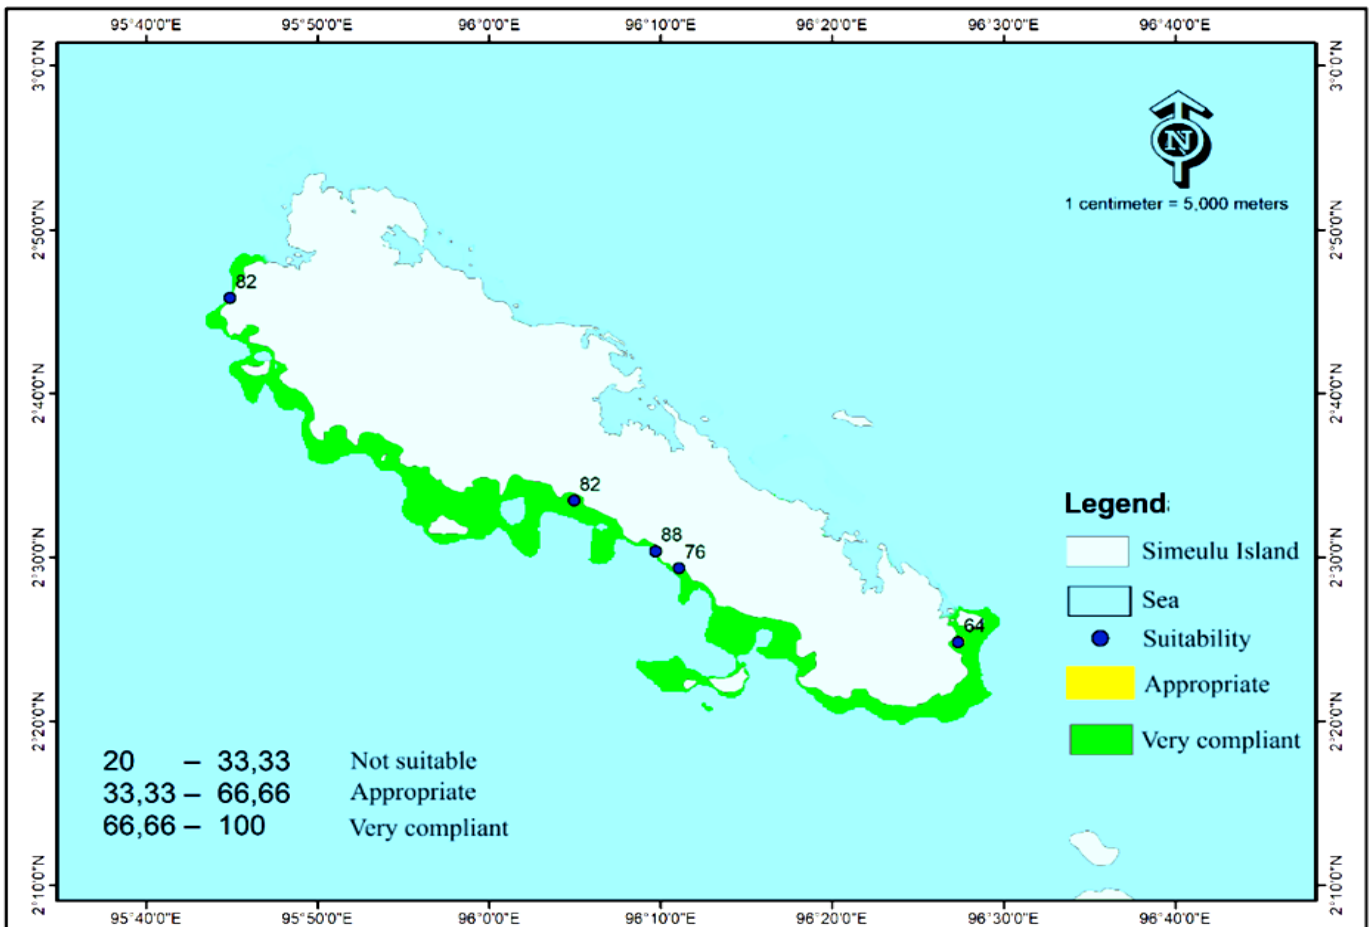 95°40'0"E 95°50'0"E 96°0'0"E 96°10'0"E 96°20'0"E 96°30'0"E 96°40'0"E
3°0'0"N 3°0'0"N
N
1 centimeter = 5,000 meters
2°50'0"N 2°50'0"N
82
2°40'0"N 2°40'0"N
82
Legend:
88
76
Simeulu Island
2°30'0"N 2°30'0"N
Sea
64
Suitability
Appropriate
2°20'0"N 2°20'0"N
Very compliant
20 – 33,33 Not suitable
33,33 – 66,66 Appropriate
66,66 – 100 Very compliant
2°10'0"N 2°10'0"N
95°40'0"E 95°50'0"E 96°0'0"E 96°10'0"E 96°20'0"E 96°30'0"E 96°40'0"E